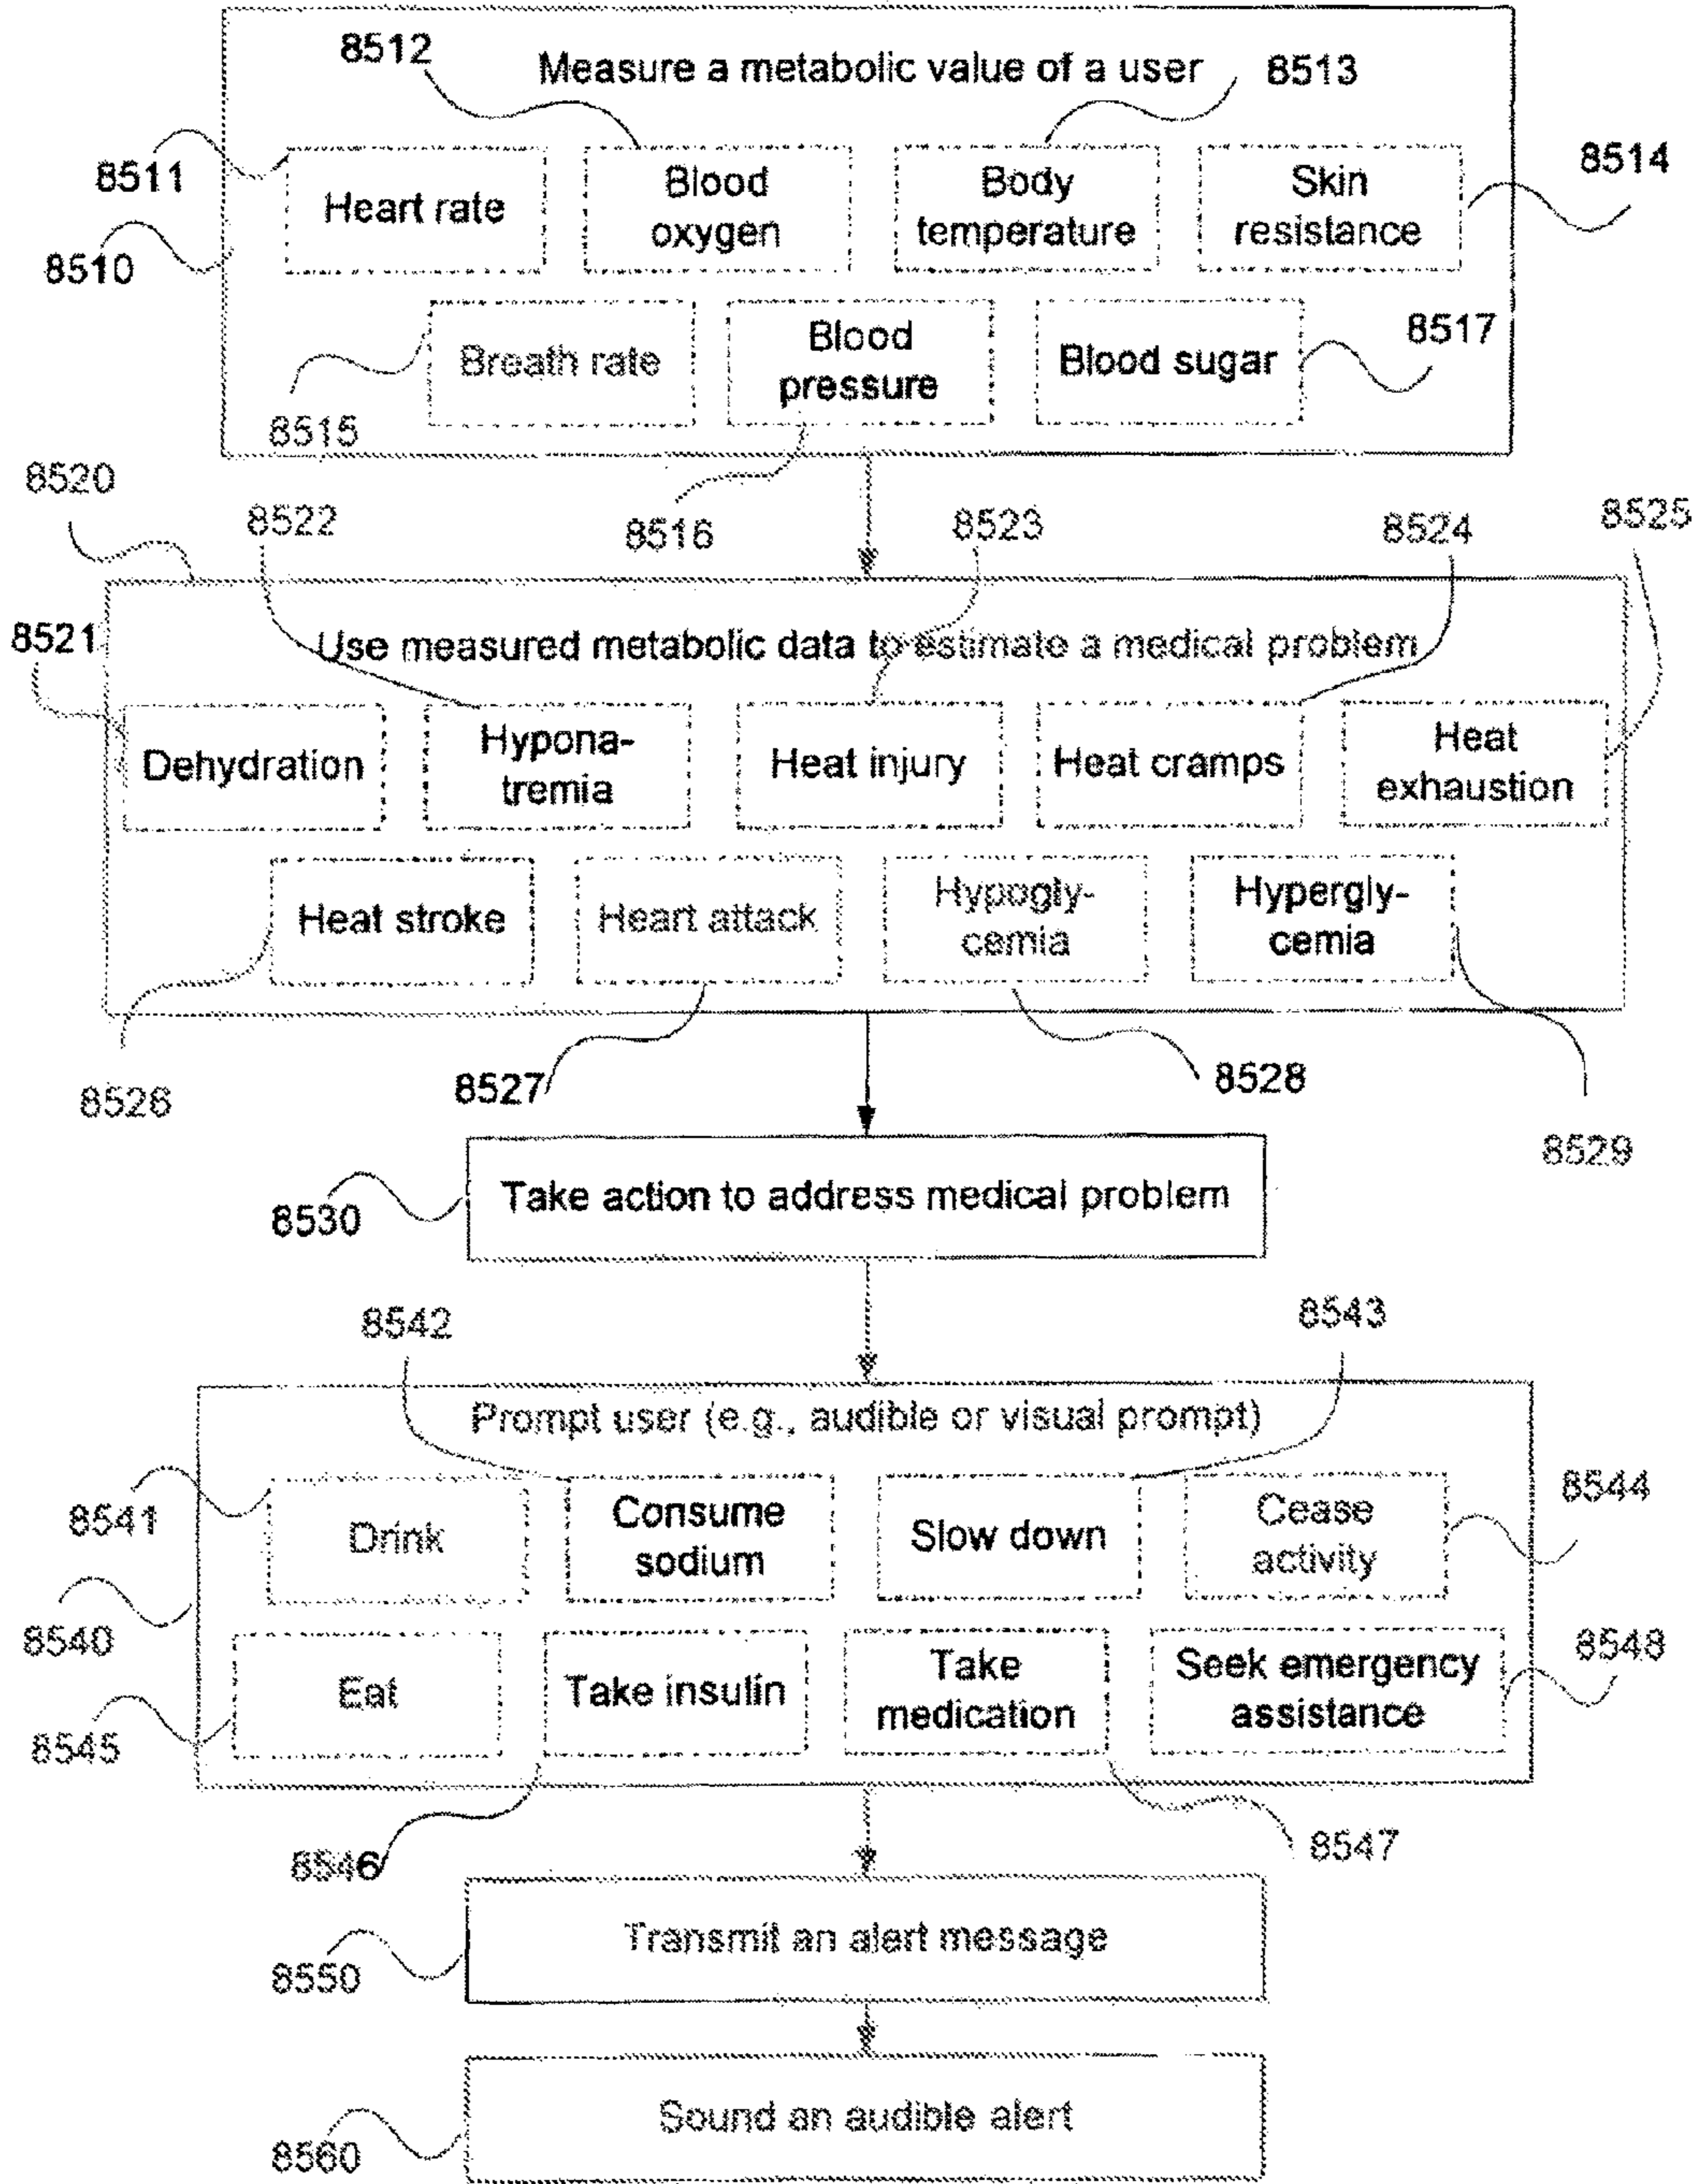 8512
Measure a metabolic value of a user
8513
8511
Heart rate
Blood
oxygen
Body
temperature
Skin
resistance
8514
8510
Breath rate
Blood
pressure
Blood sugar
8517
8515
8516
8520
8522
8523
8524
8525
8521
Use measured metabolic data to estimate a medical problem
Dehydration
Hypona-
tremia
Heat injury
Heat cramps
Heat
exhaustion
Heat stroke
Heart attack
Hypogly-
cemia
Hypergly-
cemia
8526
8527
8528
8529
8530
Take action to address medical problem
8542
8543
Prompt user (e.g., audible or visual prompt)
8541
Drink
Consume
sodium
Slow down
Cease
activity
8544
8540
Eat
Take insulin
Take
medication
Seek emergency
assistance
8548
8545
8546
8547
Transmit an alert message
8550
Sound an audible alert
8560